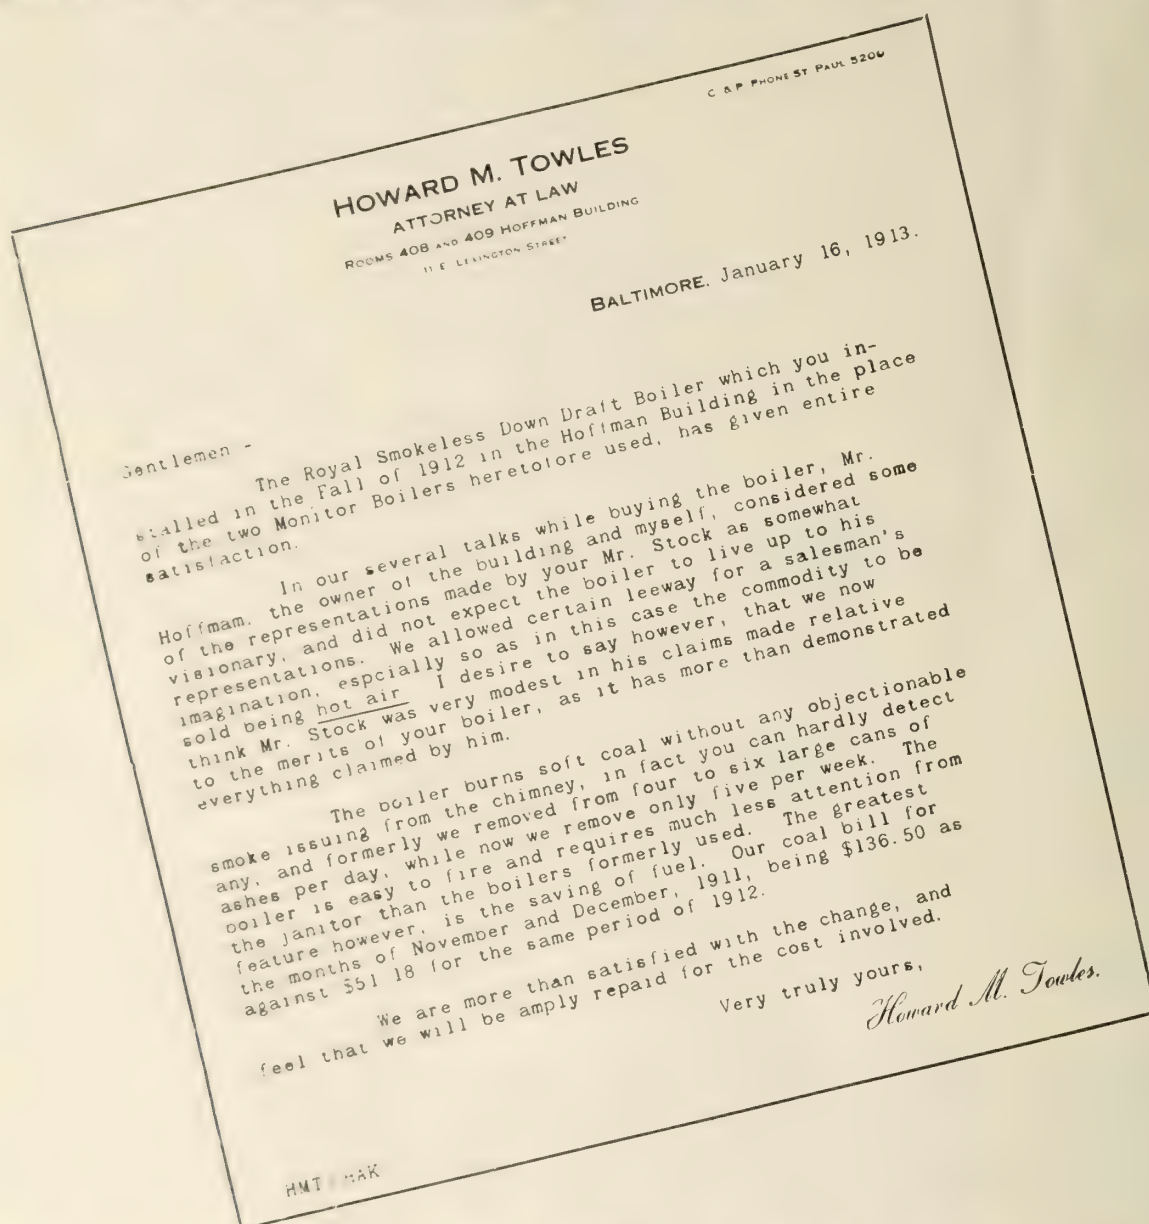 C & P PHONE ST PAUL 5206
HOWARD M. TOWLES
ATTORNEY AT LAW
ROOMS 408 AND 409 HOFFMAN BUILDING
11 E LEXINGTON STREET
BALTIMORE, January 16, 1913.
Gentlemen -
The Royal Smokeless Down Draft Boiler which you in-
stalled in the Fall of 1912 in the Hoffman Building in the place
of the two Monitor Boilers heretofore used, has given entire
satisfaction.
In our several talks while buying the boiler, Mr.
Hoffmam, the owner of the building and myself, considered some
of the representations made by your Mr. Stock as somewhat
visionary, and did not expect the boiler to live up to his
representations. We allowed certain leeway for a salesman's
imagination, espcially so as in this case the commodity to be
sold being hot air I desire to say however, that we now
think Mr. Stock was very modest in his claims made relative
to the merits of your boiler, as it has more than demonstrated
everything claimed by him.
The boiler burns soft coal without any objectionable
smoke issuing from the chimney, in fact you can hardly detect
any, and formerly we removed from four to six large cans of
ashes per day, while now we remove only five per week. The
boiler is easy to fire and requires much less attention from
the janitor than the boilers formerly used. The greatest
feature however, is the saving of fuel. Our coal bill for
the months of November and December, 1911, being $136.50 as
against $51 18 for the same period of 1912.
We are more than satisfied with the change, and
feel that we will be amply repaid for the cost involved.
Very truly yours,
Howard M. Towles.
HMT / MAK